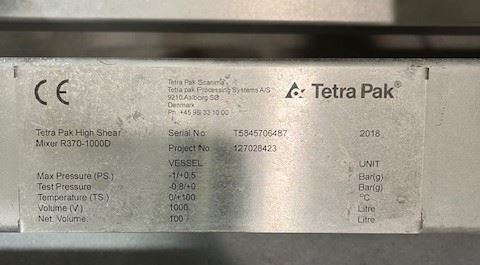 CE
Tetra Pak Scanima
Tetra pak Processing Systems A/S
9210 Aalborg SØ
Denmark
Ph. +45 96 33 10 00
Tetra Pak®
Tetra Pak High Shear Serial No: T5845706487 2018
Mixer R370-1000D Project No: 127028423
VESSEL UNIT
Max Pressure (PS.) -1/+0,5 Bar(g)
Test Pressure -0,8/+0 Bar(g)
Temperature (TS.) 0/+100 °C
Volume (V.) 1000 Litre
Net. Volume. 100 Litre